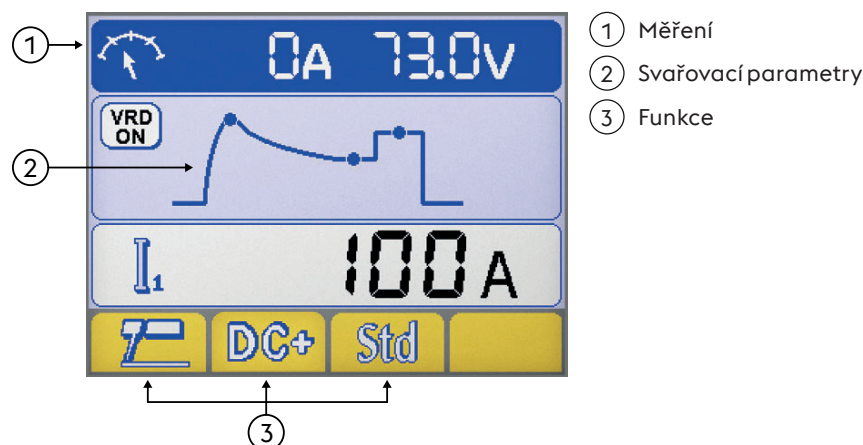 1 0A 73.0V 1 Měření
2 Svařovací parametry
VRD
ON
3 Funkce
2
I1 100A
DC+ Std
3